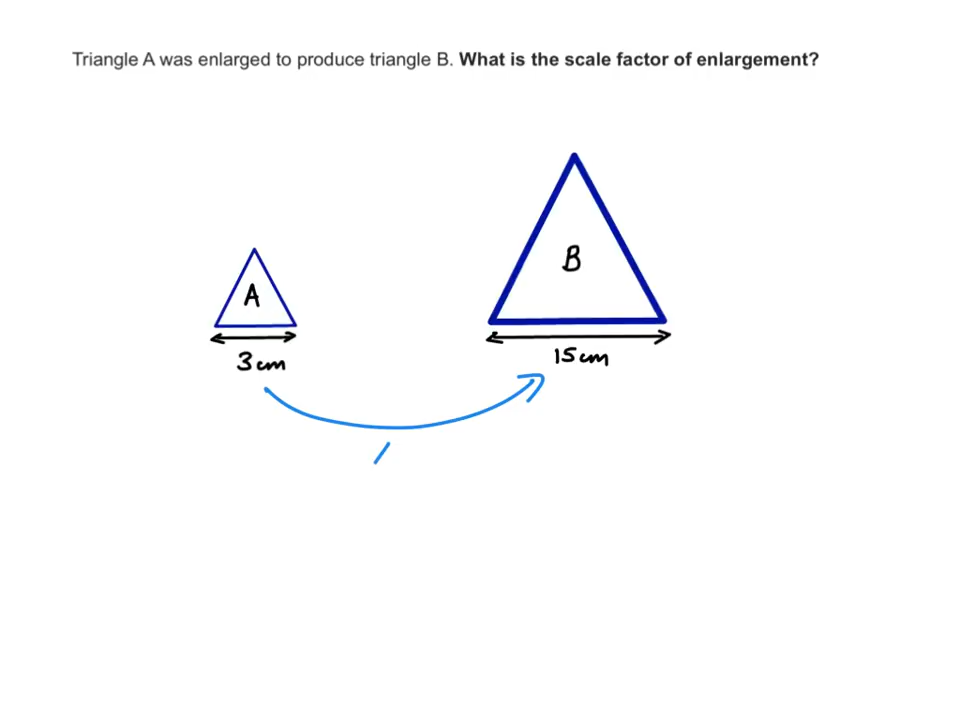 Triangle A was enlarged to produce triangle B. What is the scale factor of enlargement?
A
B
3cm
15cm